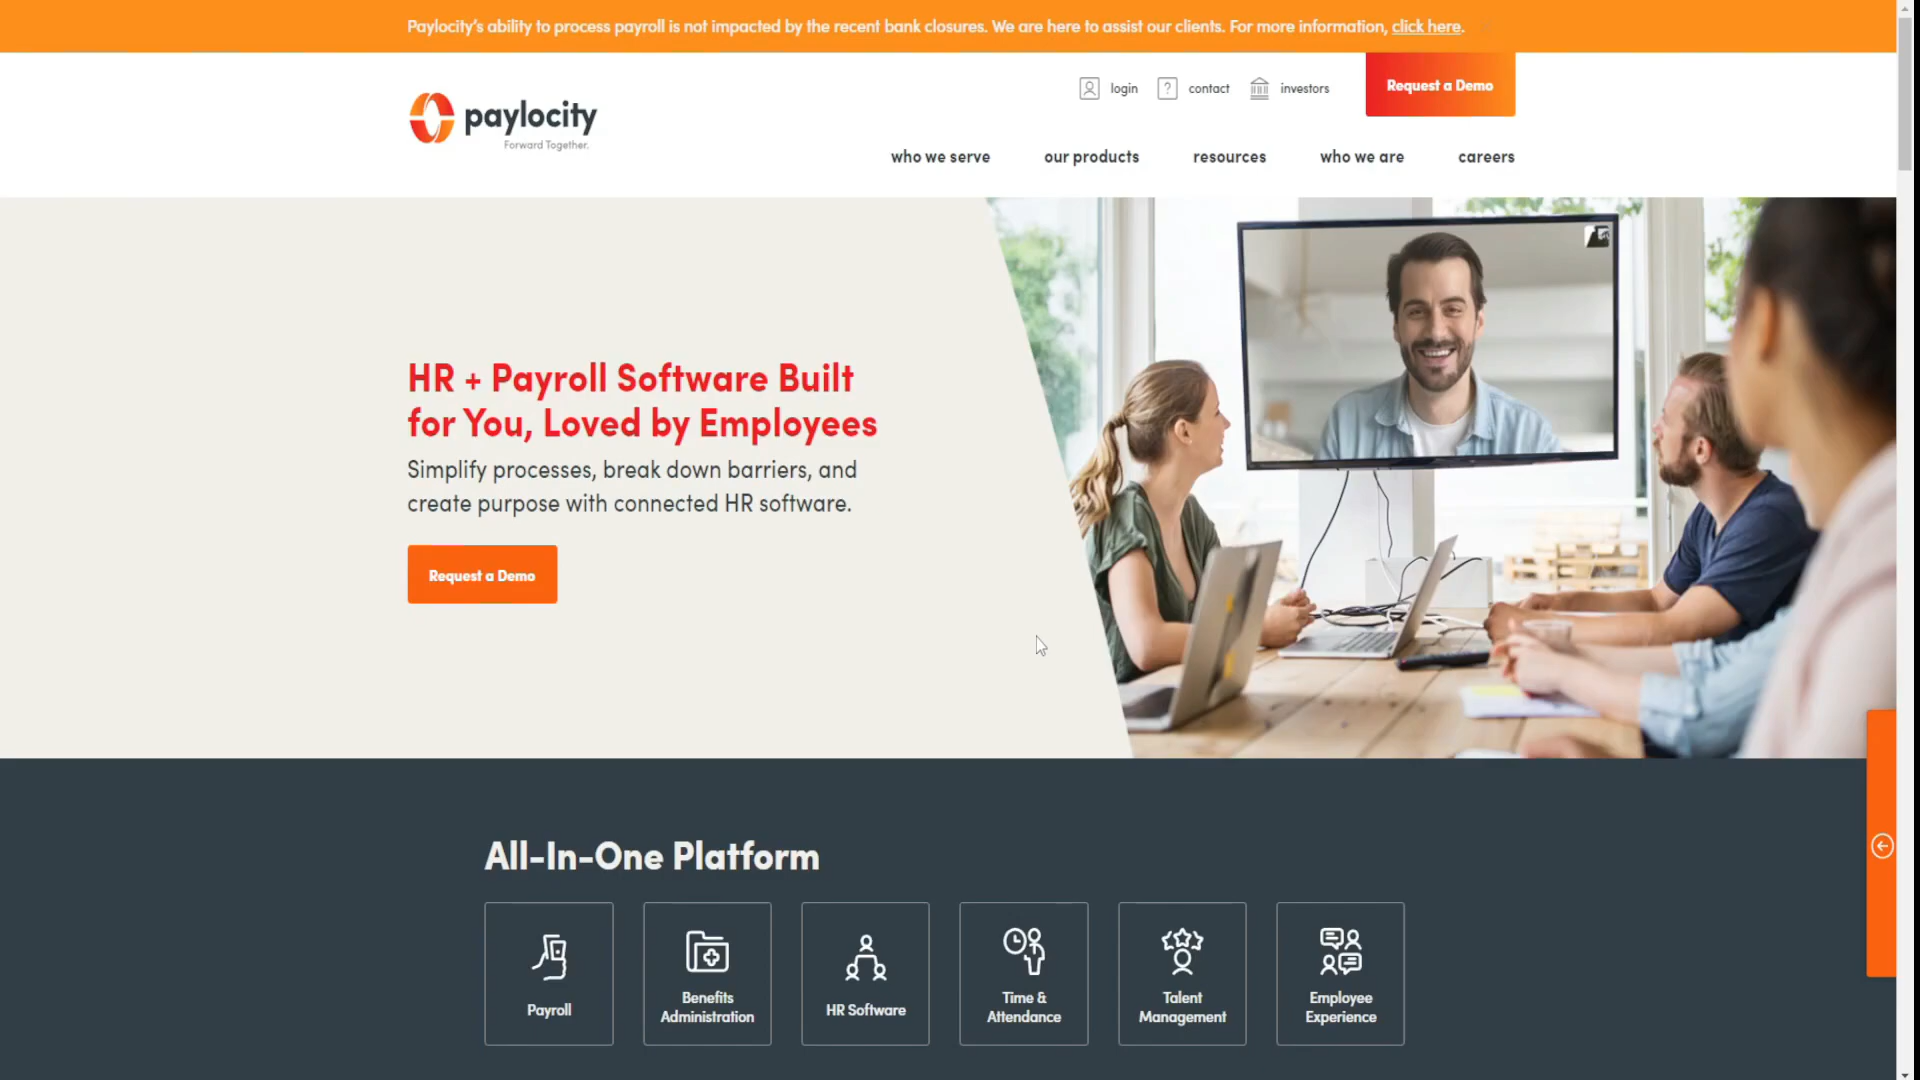 Paylocity's ability to process payroll is not impacted by the recent bank closures. We are here to assist our clients. For more information, click here.
login
contact
investors
Request a Demo
paylocity
Forward Together.
who we serve
our products
resources
who we are
careers
HR + Payroll Software Built
for You, Loved by Employees
Simplify processes, break down barriers, and
create purpose with connected HR software.
Request a Demo
All-In-One Platform
Payroll
Benefits
Administration
HR Software
Time &
Attendance
Talent
Management
Employee
Experience